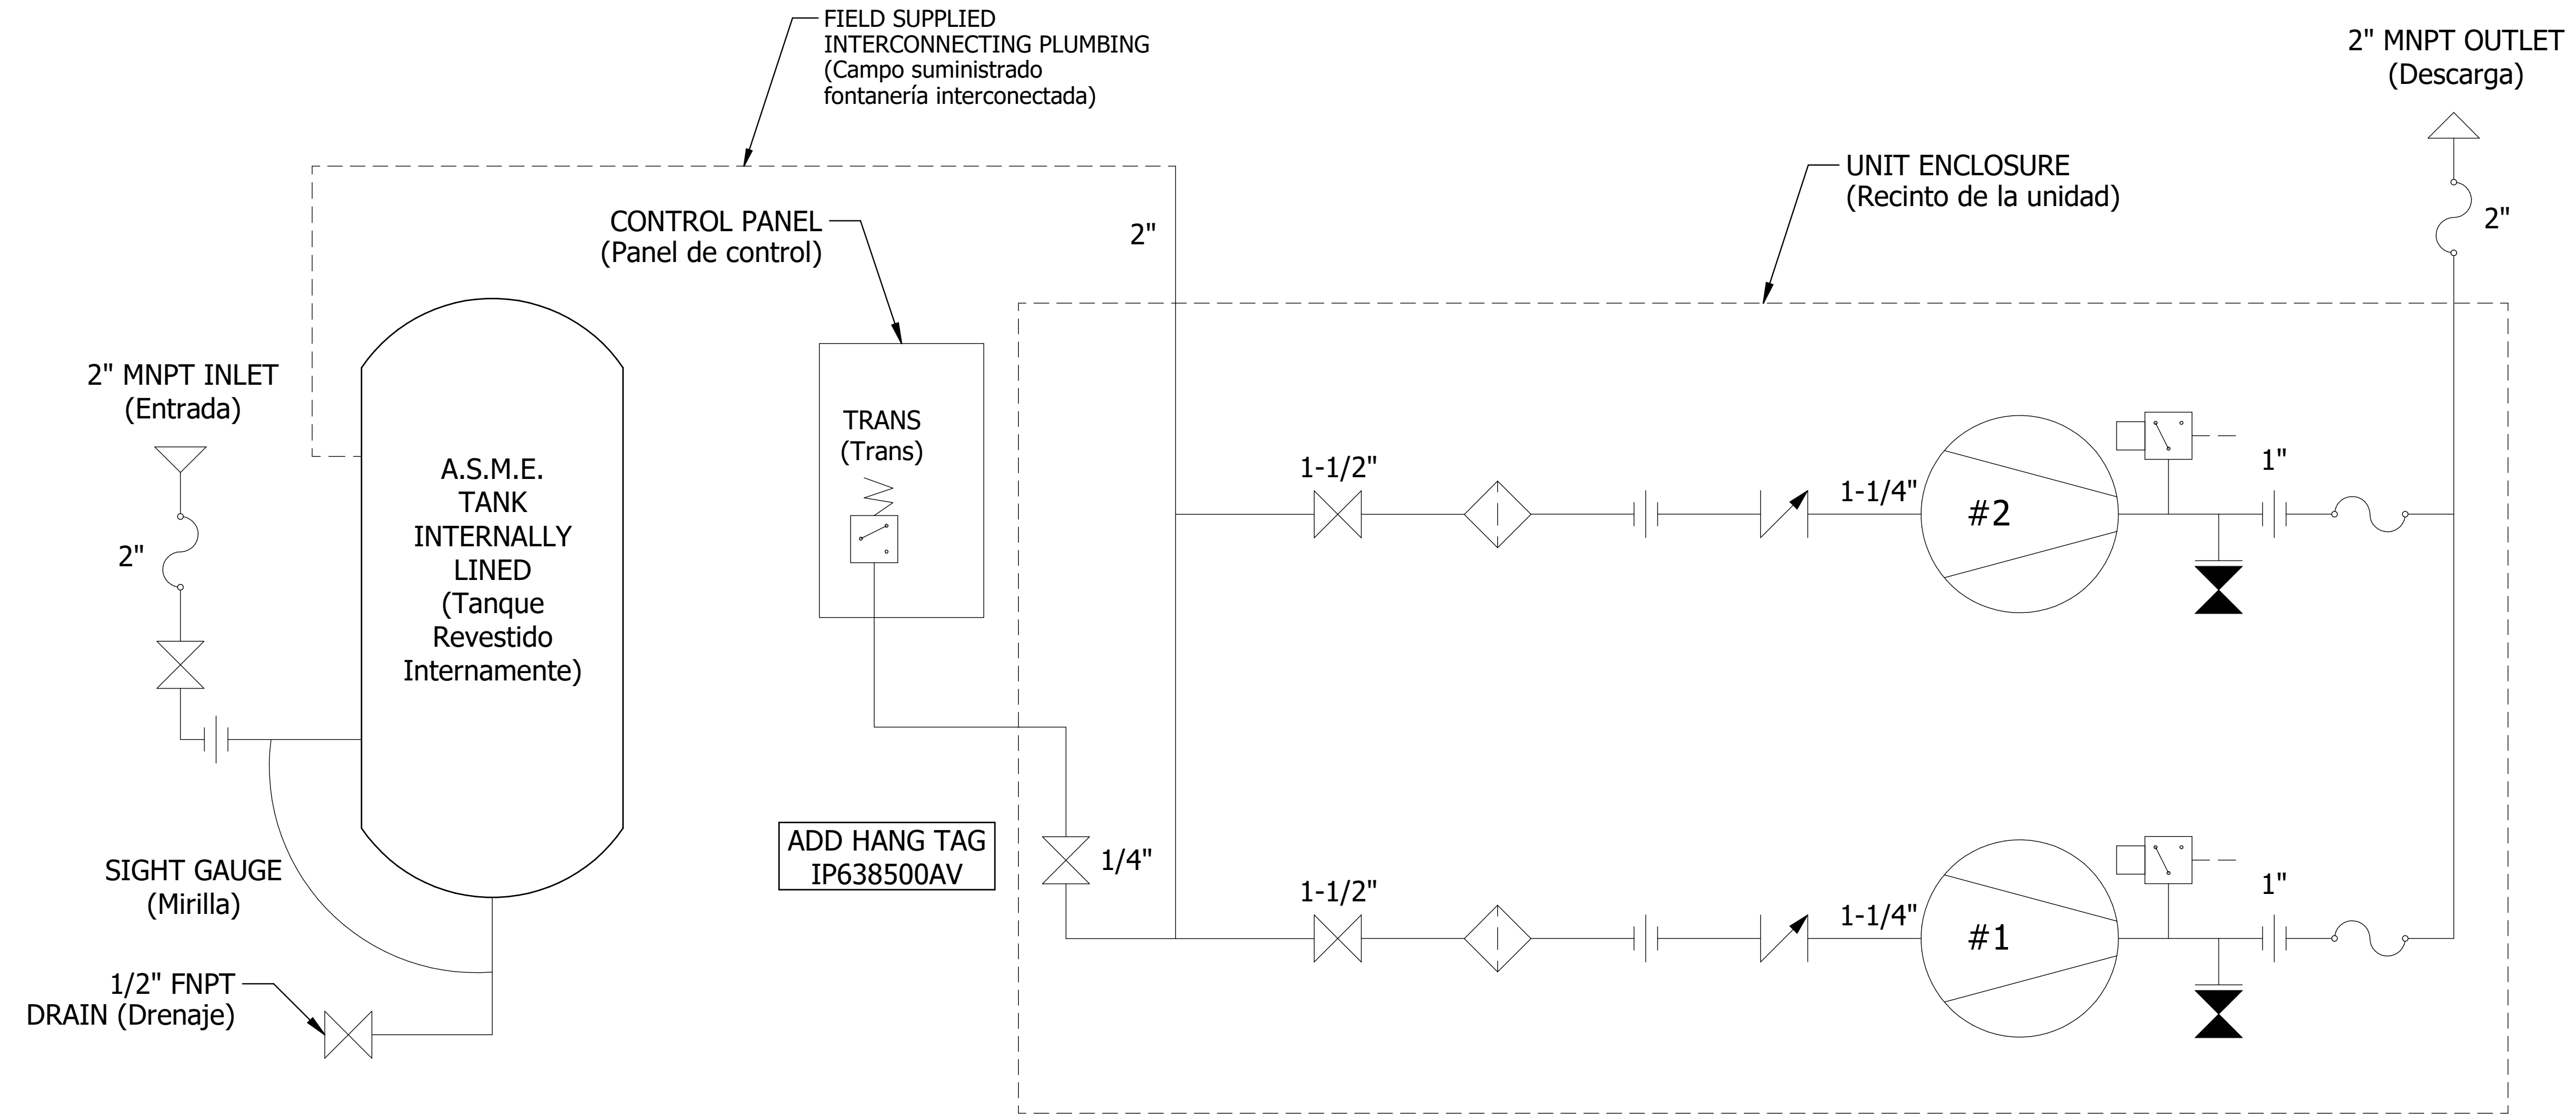 FIELD SUPPLIED
INTERCONNECTING PLUMBING
(Campo suministrado
fontanería interconectada)
2" MNPT OUTLET
(Descarga)
UNIT ENCLOSURE
(Recinto de la unidad)
2"
CONTROL PANEL
(Panel de control)
2"
2" MNPT INLET
(Entrada)
2"
A.S.M.E.
TANK
INTERNALLY
LINED
(Tanque
Revestido
Internamente)
TRANS
(Trans)
1-1/2"
1-1/4"
#2
1"
SIGHT GAUGE
(Mirilla)
ADD HANG TAG
IP638500AV
1/4"
1-1/2"
1-1/4"
#1
1"
1/2" FNPT
DRAIN (Drenaje)